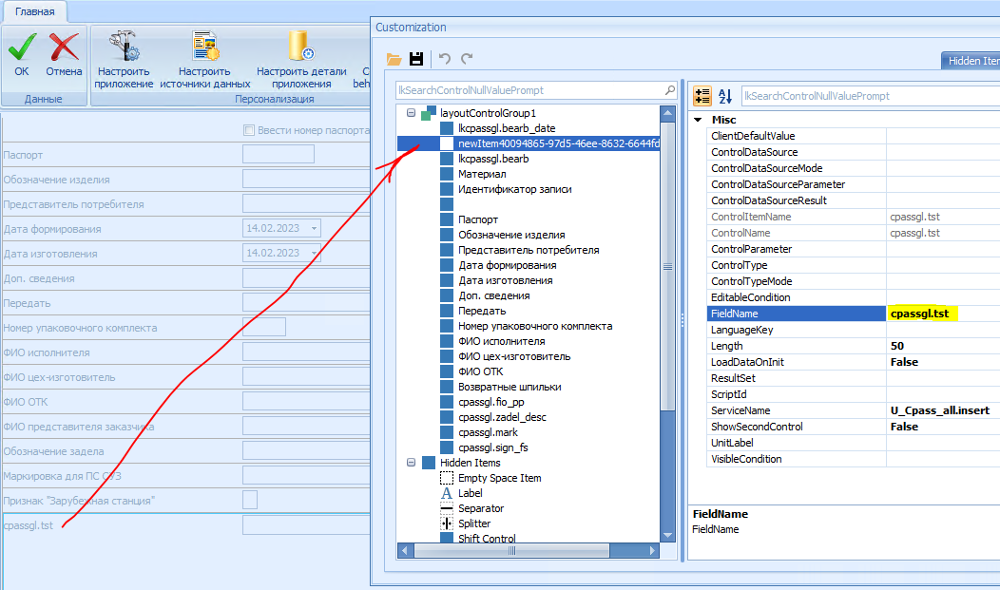 Главная
ОК
Отмена
Настроить приложение
Настроить источники данных
Настроить детали приложения
С
beh
Данные
Персонализация
Ввести номер паспорта
Паспорт
Обозначение изделия
Представитель потребителя
Дата формирования
14.02.2023
Дата изготовления
14.02.2023
Доп. сведения
Передать
Номер упаковочного комплекта
ФИО исполнителя
ФИО цех-изготовитель
ФИО ОТК
ФИО представителя заказчика
Обозначение задела
Маркировка для ПС СУЗ
Признак "Зарубежная станция"
cpassgl.tst
Customization
Hidden Iter
lkSearchControlNullValuePrompt
layoutControlGroup1
lkcpassgl.bearb_date
newItem40094865-97d5-46ee-8632-6644fd
lkcpassgl.bearb
Материал
Идентификатор записи
Паспорт
Обозначение изделия
Представитель потребителя
Дата формирования
Дата изготовления
Доп. сведения
Передать
Номер упаковочного комплекта
ФИО исполнителя
ФИО цех-изготовитель
ФИО ОТК
Возвратные шпильки
cpassgl.fio_pp
cpassgl.zadel_desc
cpassgl.mark
cpassgl.sign_fs
Hidden Items
Empty Space Item
A Label
Separator
Splitter
Shift Control
lkSearchControlNullValuePrompt
Misc
ClientDefaultValue
ControlDataSource
ControlDataSourceMode
ControlDataSourceParameter
ControlDataSourceResult
ControlItemName cpassgl.tst
ControlName cpassgl.tst
ControlParameter
ControlType
ControlTypeMode
EditableCondition
FieldName cpassgl.tst
LanguageKey
Length 50
LoadDataOnInit False
ResultSet
ScriptId
ServiceName U_Cpass_all.insert
ShowSecondControl False
UnitLabel
VisibleCondition
FieldName
FieldName